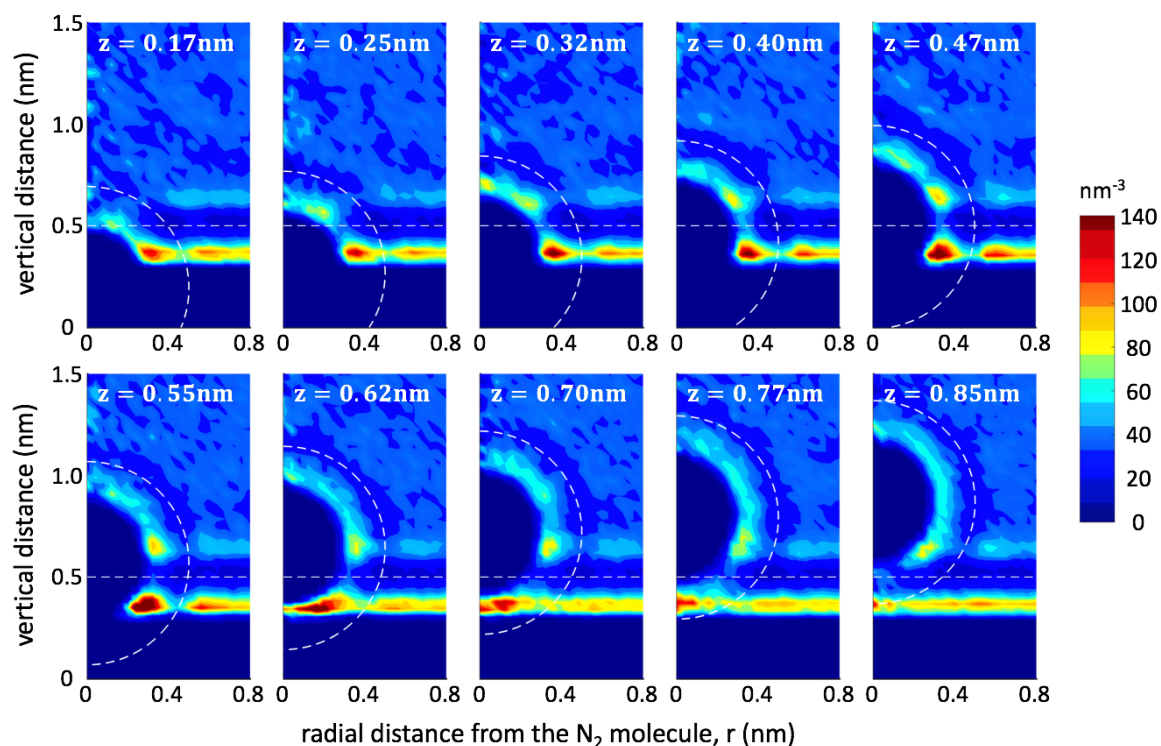 z = 0.17nm
z = 0.25nm
z = 0.32nm
z = 0.40nm
z = 0.47nm
1.5
1.0
0.5
0
vertical distance (nm)
0 0.4 0.8
0 0.4 0.8
0 0.4 0.8
0 0.4 0.8
0 0.4 0.8
nm⁻³
140
120
100
80
60
40
20
0
z = 0.55nm
z = 0.62nm
z = 0.70nm
z = 0.77nm
z = 0.85nm
1.5
1.0
0.5
0
vertical distance (nm)
0 0.4 0.8
0 0.4 0.8
0 0.4 0.8
0 0.4 0.8
0 0.4 0.8
radial distance from the N₂ molecule, r (nm)